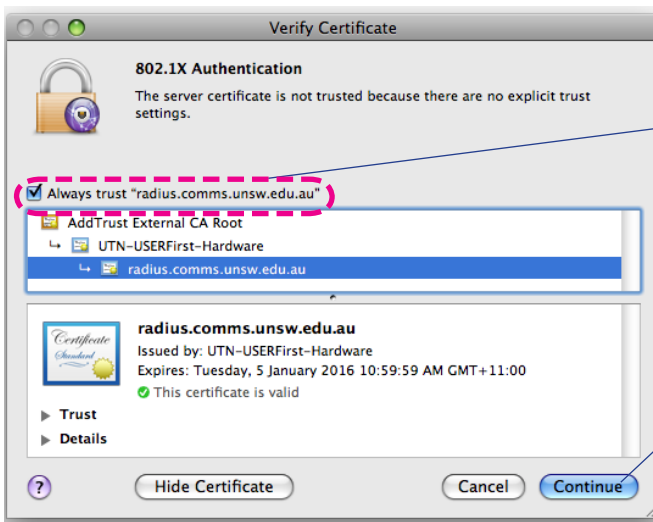 Verify Certificate
802.1X Authentication
The server certificate is not trusted because there are no explicit trust
settings.
Always trust "radius.comms.unsw.edu.au"
AddTrust External CA Root
UTN-USERFirst-Hardware
radius.comms.unsw.edu.au
Certificate
Standard
radius.comms.unsw.edu.au
Issued by: UTN-USERFirst-Hardware
Expires: Tuesday, 5 January 2016 10:59:59 AM GMT+11:00
This certificate is valid
Trust
Details
? Hide Certificate Cancel Continue